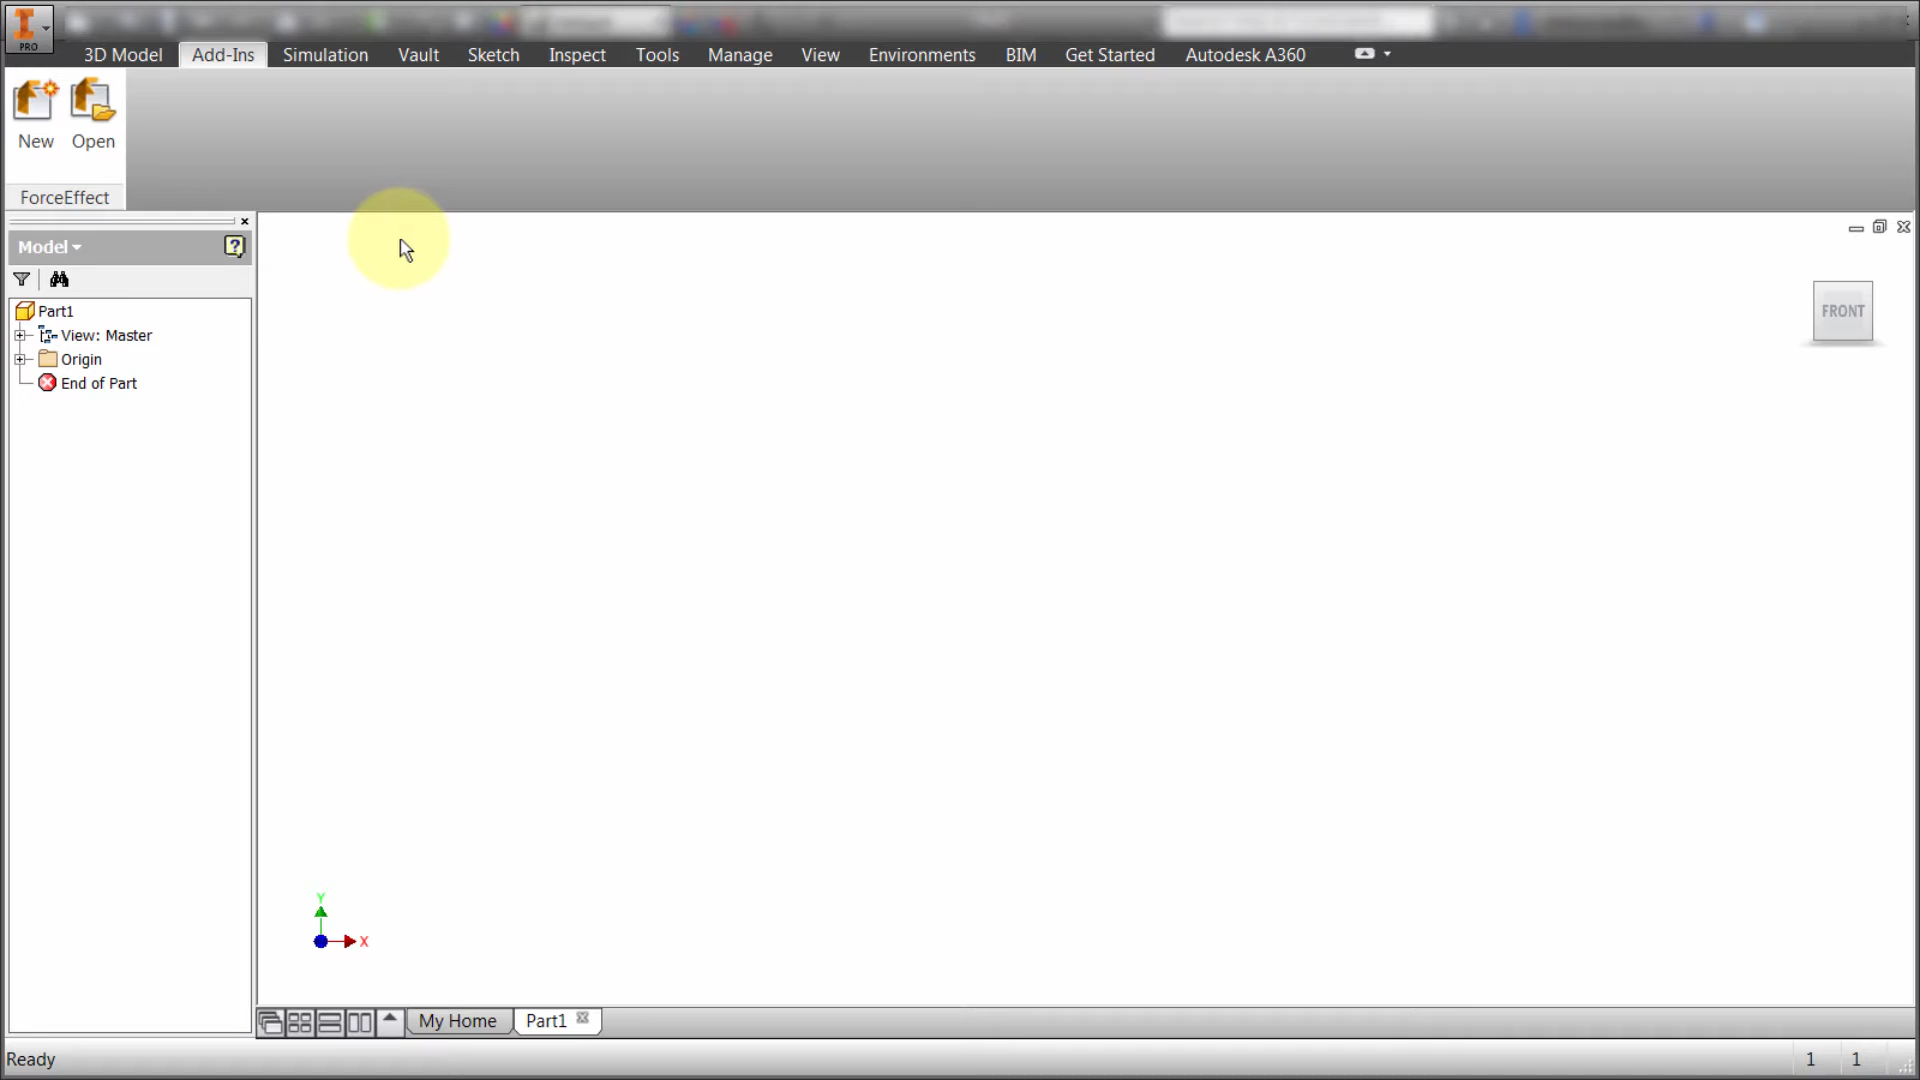 PRO
3D Model Add-Ins Simulation Vault Sketch Inspect Tools Manage View Environments BIM Get Started Autodesk A360
New Open
ForceEffect
Model
Part1
View: Master
Origin
End of Part
FRONT
Y
X
My Home Part1
Ready 1 1